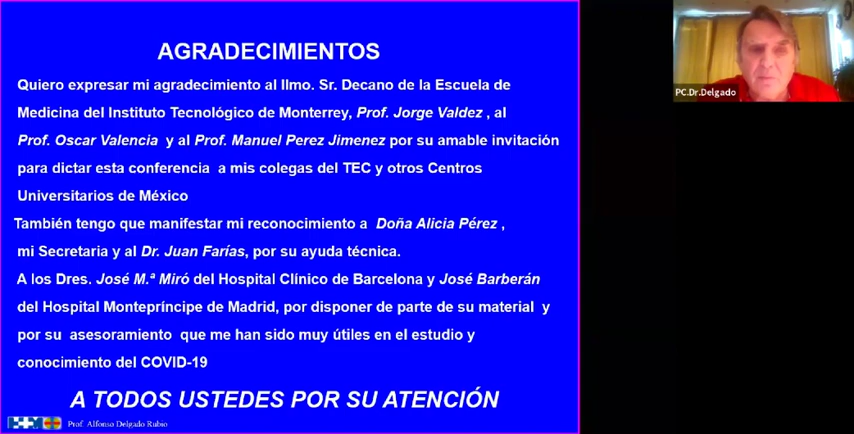 AGRADECIMIENTOS
Quiero expresar mi agradecimiento al Ilmo. Sr. Decano de la Escuela de
Medicina del Instituto Tecnológico de Monterrey, Prof. Jorge Valdez , al
Prof. Oscar Valencia y al Prof. Manuel Perez Jimenez por su amable invitación
para dictar esta conferencia a mis colegas del TEC y otros Centros
Universitarios de México
También tengo que manifestar mi reconocimiento a Doña Alicia Pérez ,
mi Secretaria y al Dr. Juan Farías, por su ayuda técnica.
A los Dres. José M.ª Miró del Hospital Clínico de Barcelona y José Barberán
del Hospital Montepríncipe de Madrid, por disponer de parte de su material y
por su asesoramiento que me han sido muy útiles en el estudio y
conocimiento del COVID-19
A TODOS USTEDES POR SU ATENCIÓN
Prof. Alfonso Delgado Rubio
PC.Dr.Delgado